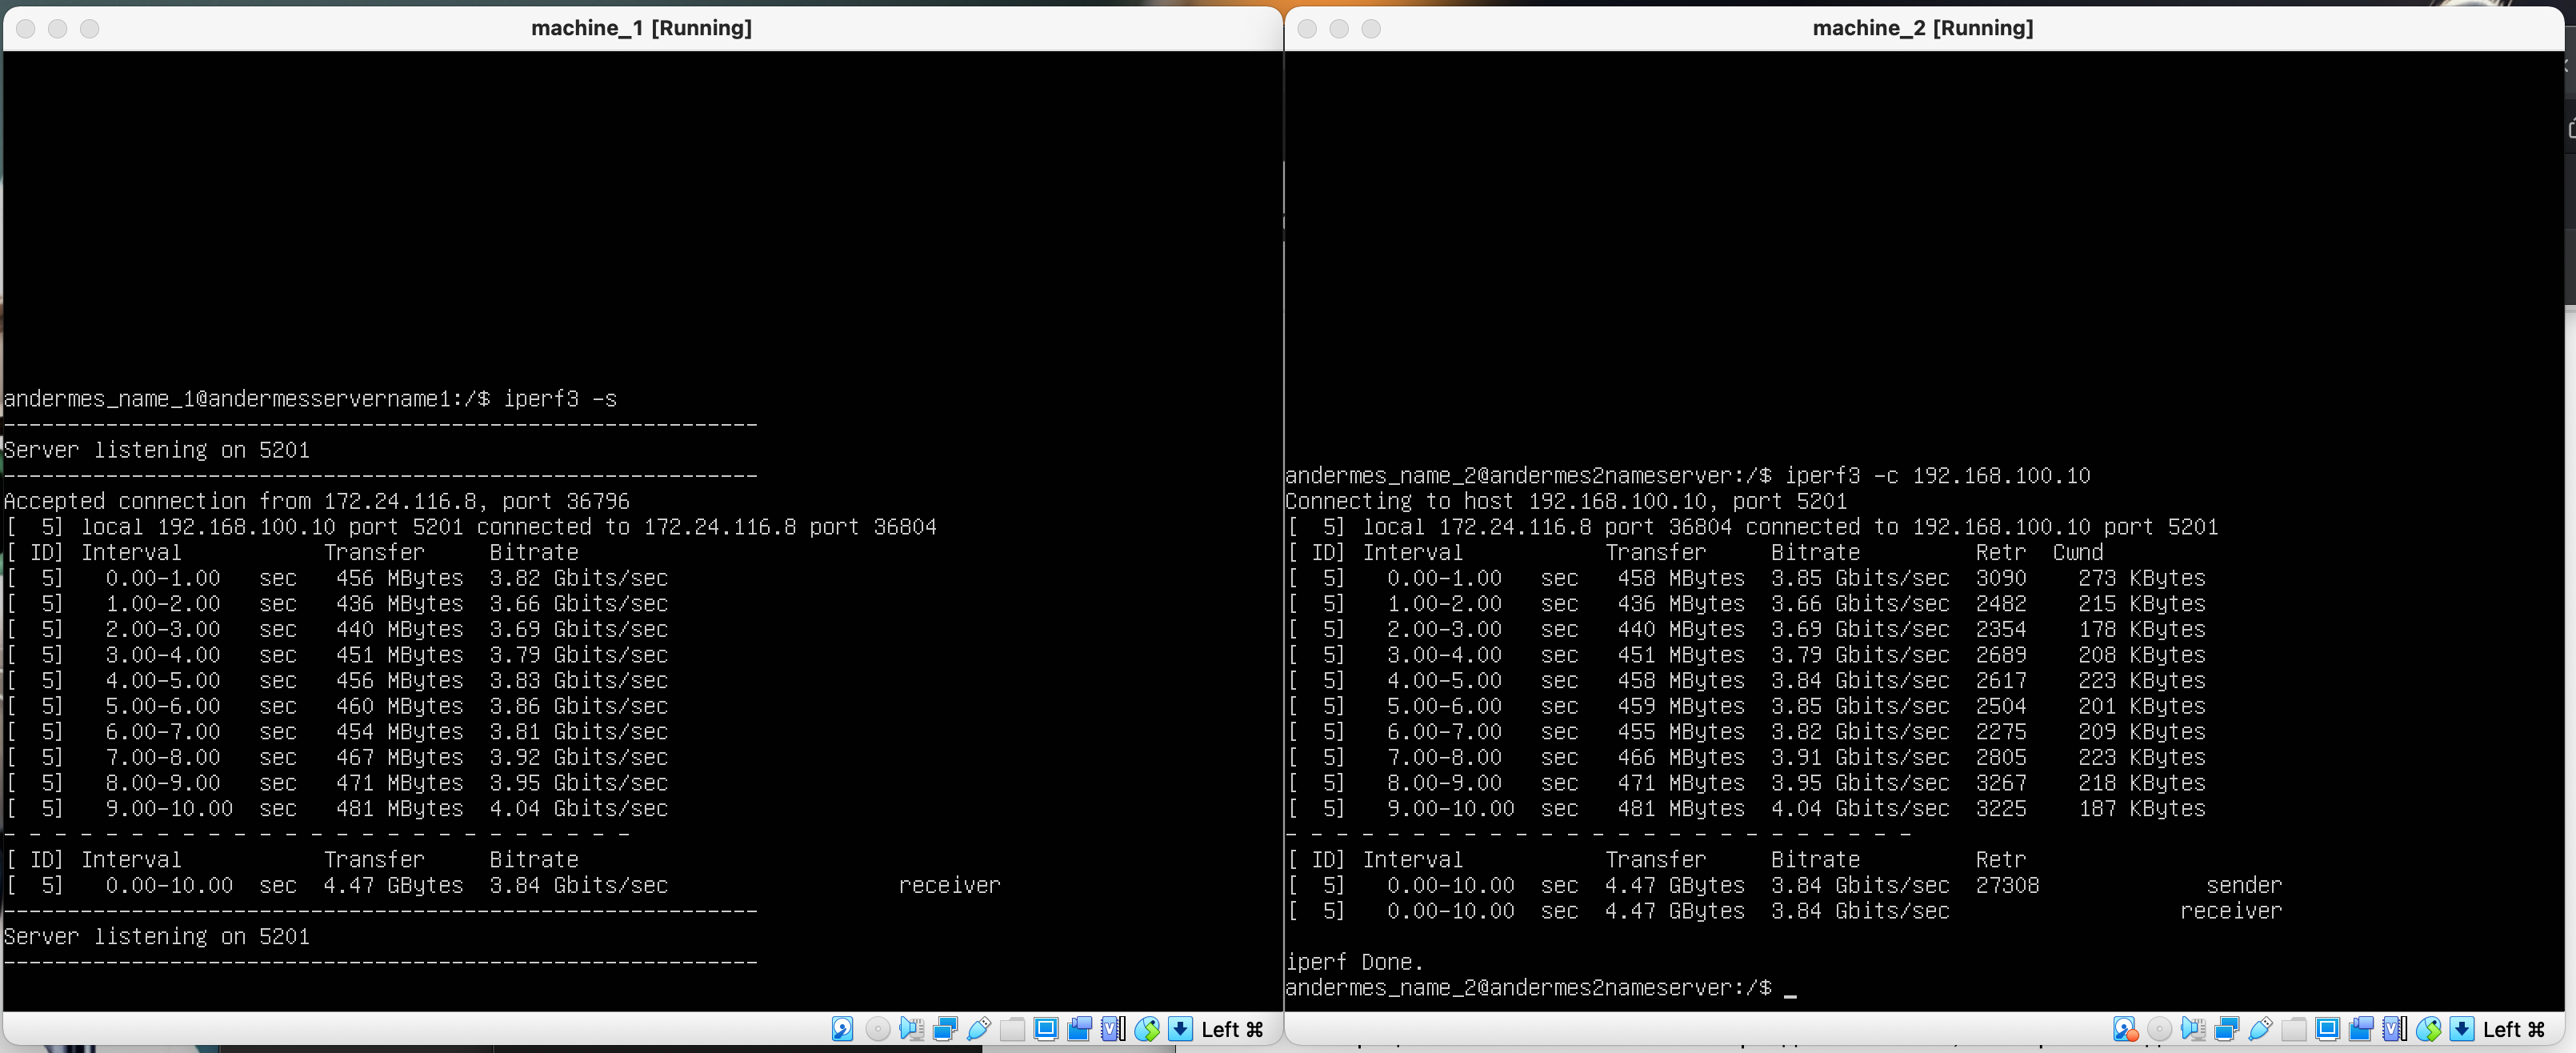 machine_1 [Running]
andermes_name_1@andermesservername1:/$ iperf3 -s
-----------------------------------------------------------
Server listening on 5201
-----------------------------------------------------------
Accepted connection from 172.24.116.8, port 36796
[  5] local 192.168.100.10 port 5201 connected to 172.24.116.8 port 36804
[ ID] Interval           Transfer     Bitrate
[  5]   0.00-1.00   sec   456 MBytes  3.82 Gbits/sec
[  5]   1.00-2.00   sec   436 MBytes  3.66 Gbits/sec
[  5]   2.00-3.00   sec   440 MBytes  3.69 Gbits/sec
[  5]   3.00-4.00   sec   451 MBytes  3.79 Gbits/sec
[  5]   4.00-5.00   sec   456 MBytes  3.83 Gbits/sec
[  5]   5.00-6.00   sec   460 MBytes  3.86 Gbits/sec
[  5]   6.00-7.00   sec   454 MBytes  3.81 Gbits/sec
[  5]   7.00-8.00   sec   467 MBytes  3.92 Gbits/sec
[  5]   8.00-9.00   sec   471 MBytes  3.95 Gbits/sec
[  5]   9.00-10.00  sec   481 MBytes  4.04 Gbits/sec
- - - - - - - - - - - - - - - - - - - - - - - - -
[ ID] Interval           Transfer     Bitrate
[  5]   0.00-10.00  sec  4.47 GBytes  3.84 Gbits/sec                  receiver
-----------------------------------------------------------
Server listening on 5201
-----------------------------------------------------------
Left ⌘
machine_2 [Running]
andermes_name_2@andermes2nameserver:/$ iperf3 -c 192.168.100.10
Connecting to host 192.168.100.10, port 5201
[  5] local 172.24.116.8 port 36804 connected to 192.168.100.10 port 5201
[ ID] Interval           Transfer     Bitrate         Retr  Cwnd
[  5]   0.00-1.00   sec   458 MBytes  3.85 Gbits/sec  3090    273 KBytes
[  5]   1.00-2.00   sec   436 MBytes  3.66 Gbits/sec  2482    215 KBytes
[  5]   2.00-3.00   sec   440 MBytes  3.69 Gbits/sec  2354    178 KBytes
[  5]   3.00-4.00   sec   451 MBytes  3.79 Gbits/sec  2689    208 KBytes
[  5]   4.00-5.00   sec   458 MBytes  3.84 Gbits/sec  2617    223 KBytes
[  5]   5.00-6.00   sec   459 MBytes  3.85 Gbits/sec  2504    201 KBytes
[  5]   6.00-7.00   sec   455 MBytes  3.82 Gbits/sec  2275    209 KBytes
[  5]   7.00-8.00   sec   466 MBytes  3.91 Gbits/sec  2805    223 KBytes
[  5]   8.00-9.00   sec   471 MBytes  3.95 Gbits/sec  3267    218 KBytes
[  5]   9.00-10.00  sec   481 MBytes  4.04 Gbits/sec  3225    187 KBytes
- - - - - - - - - - - - - - - - - - - - - - - - -
[ ID] Interval           Transfer     Bitrate         Retr
[  5]   0.00-10.00  sec  4.47 GBytes  3.84 Gbits/sec  27308             sender
[  5]   0.00-10.00  sec  4.47 GBytes  3.84 Gbits/sec                  receiver
iperf Done.
andermes_name_2@andermes2nameserver:/$ _
Left ⌘